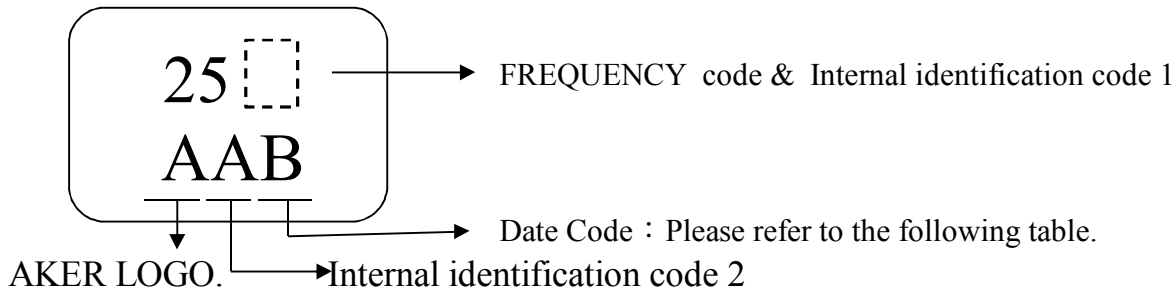 25 FREQUENCY code & Internal identification code 1
AAB
Date Code：Please refer to the following table.
AKER LOGO. Internal identification code 2